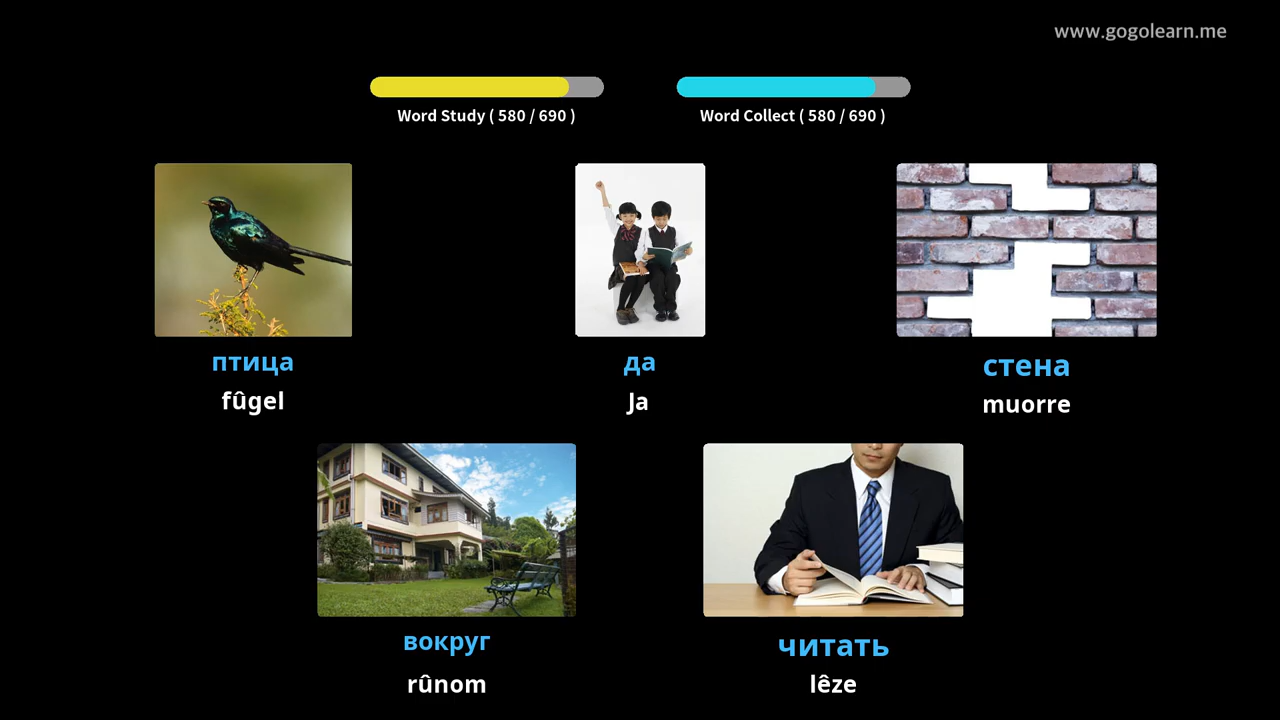 www.gogolearn.me
Word Study ( 580 / 690 )
Word Collect ( 580 / 690 )
птица
fûgel
да
Ja
стена
muorre
вокруг
rûnom
читать
lêze